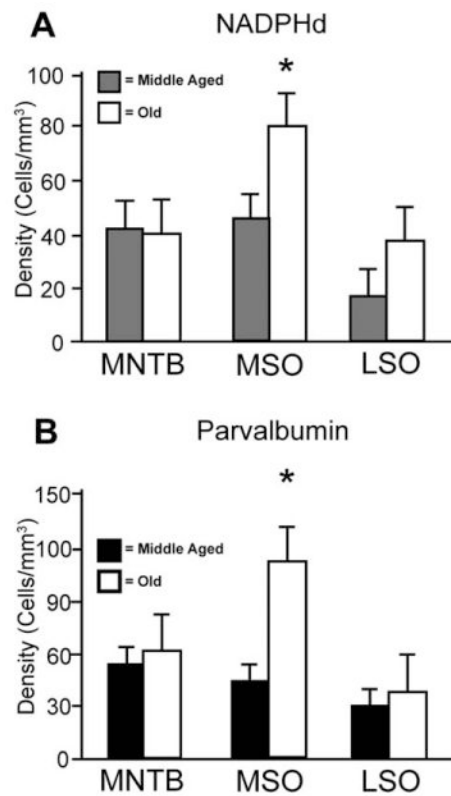 A
NADPHd
Density (Cells/mm³)
100
80
60
40
20
0
= Middle Aged
= Old
*
MNTB MSO LSO
B
Parvalbumin
Density (Cells/mm³)
150
100
90
60
30
0
= Middle Aged
= Old
*
MNTB MSO LSO